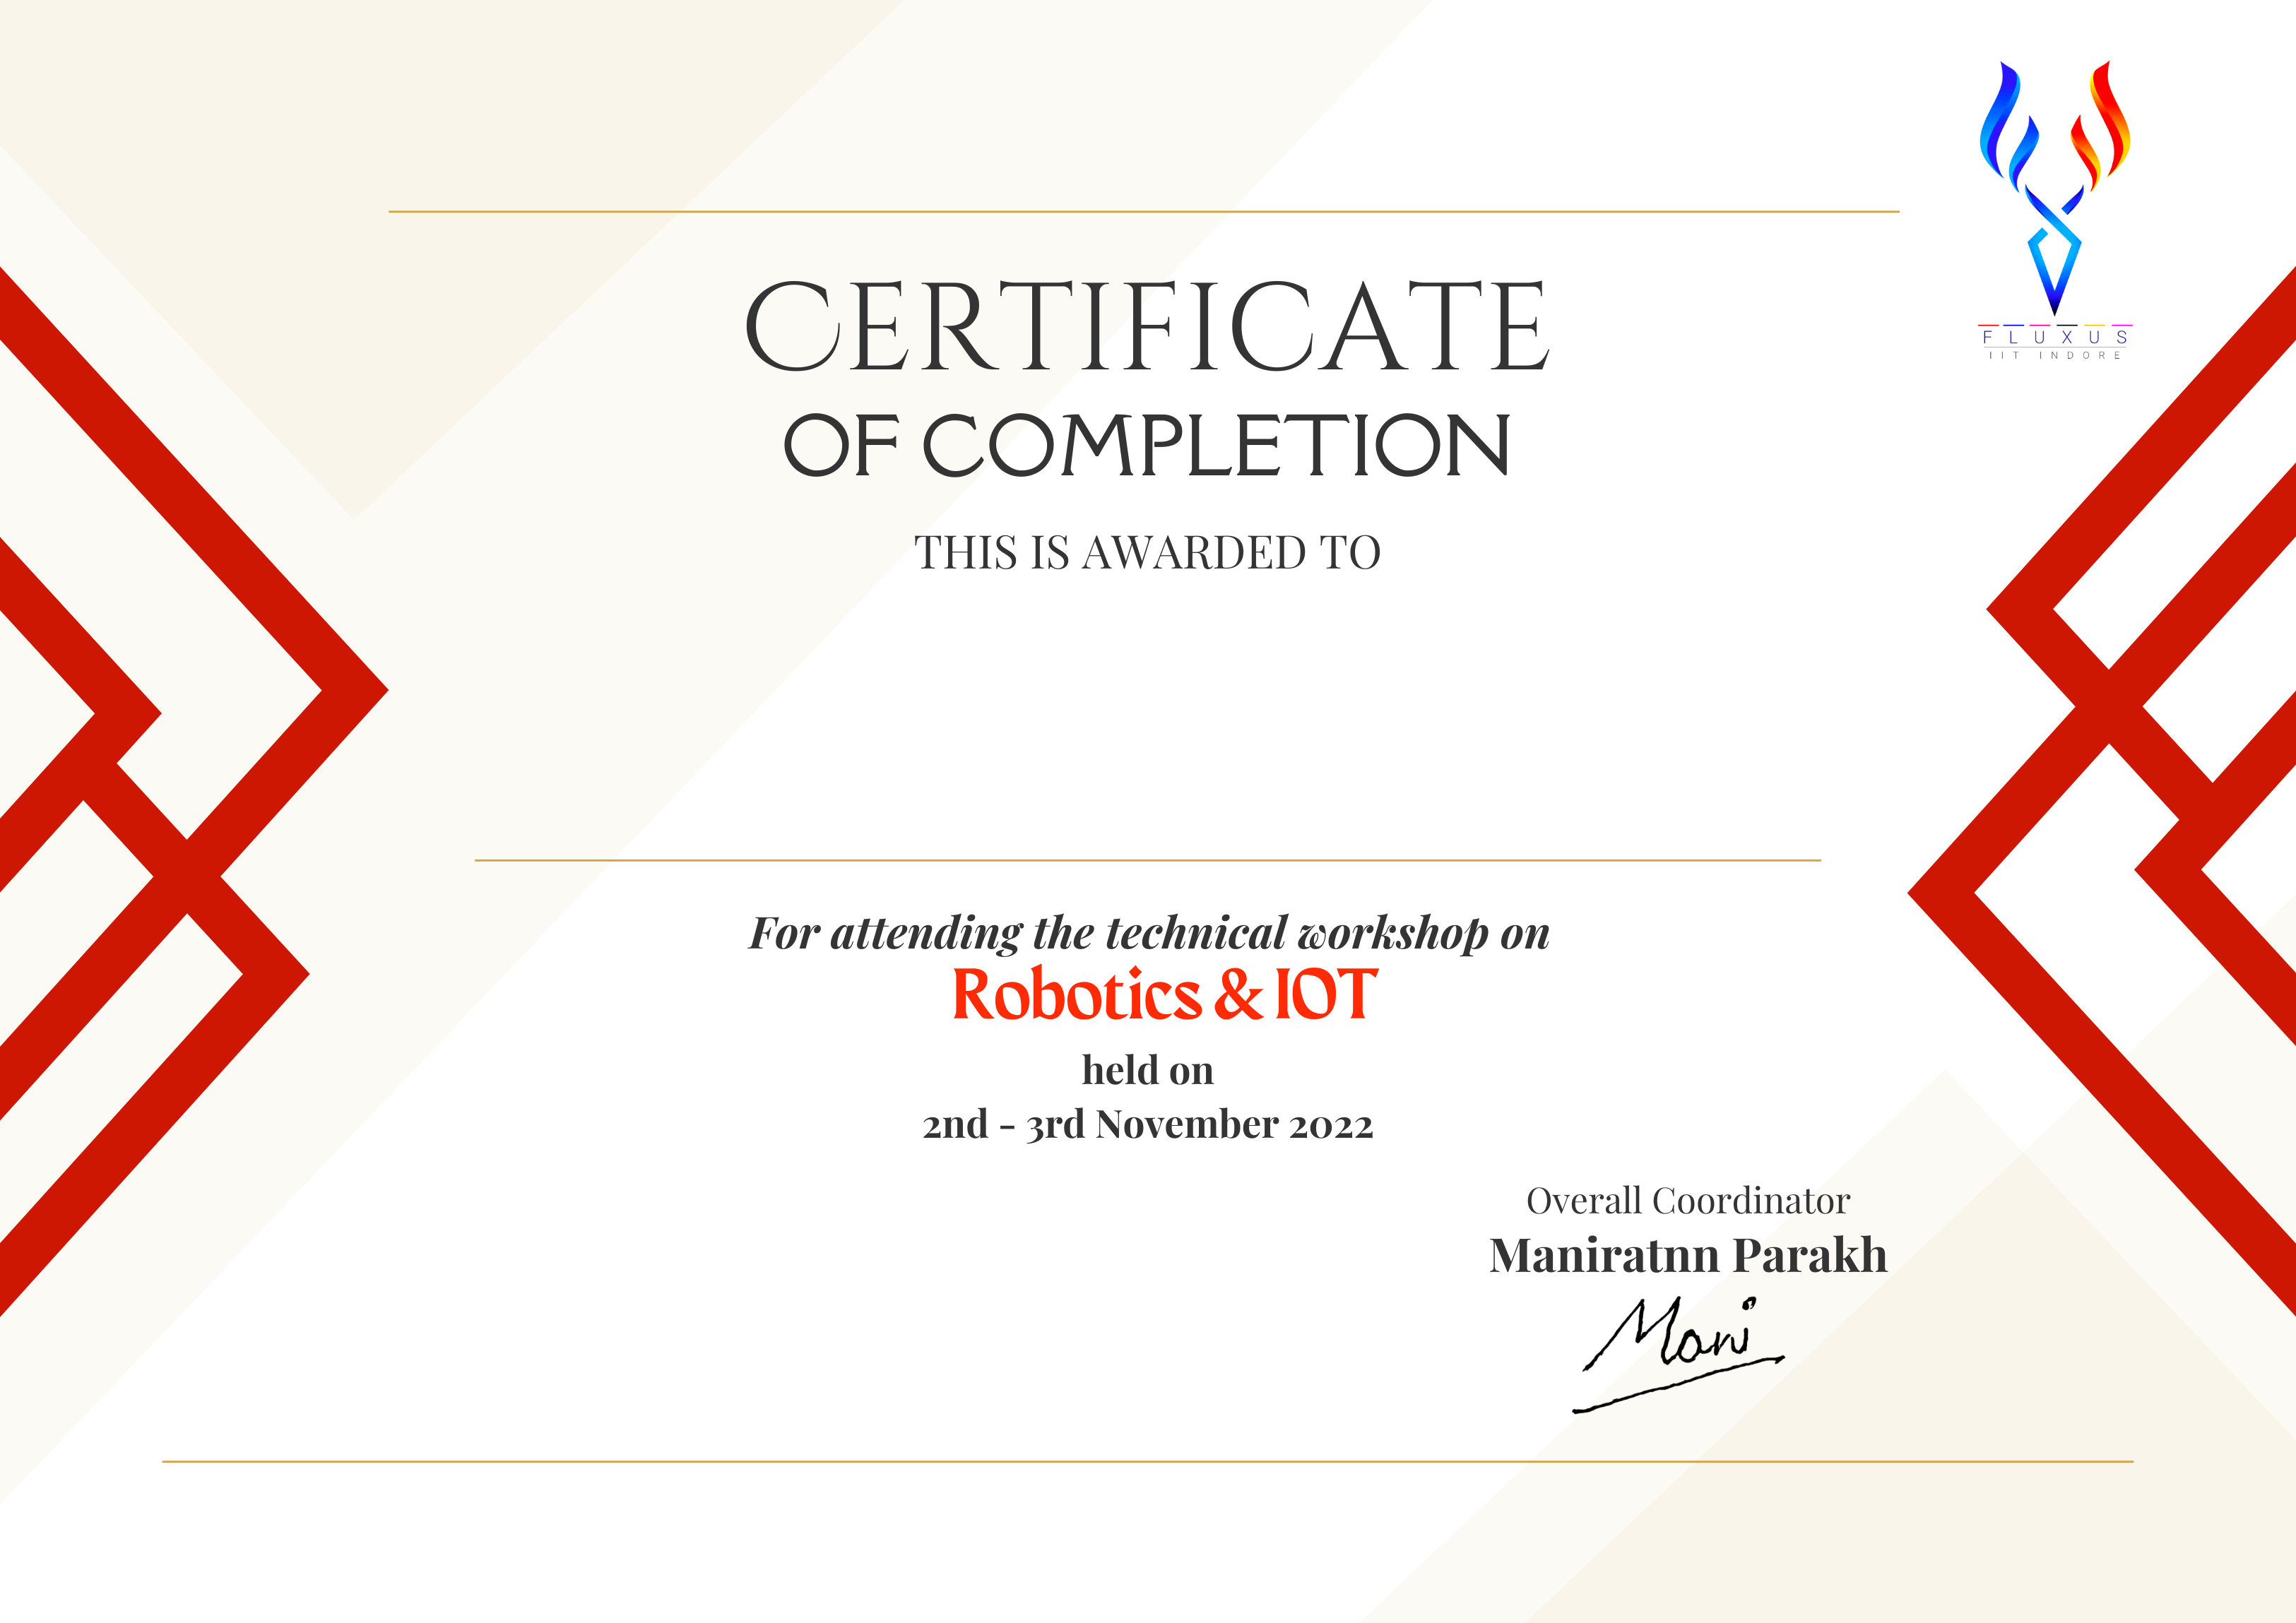 FLUXUS
IIT INDORE
CERTIFICATE
OF COMPLETION
THIS IS AWARDED TO
For attending the technical workshop on
Robotics & IOT
held on
2nd - 3rd November 2022
Overall Coordinator
Maniratnn Parakh
Mani